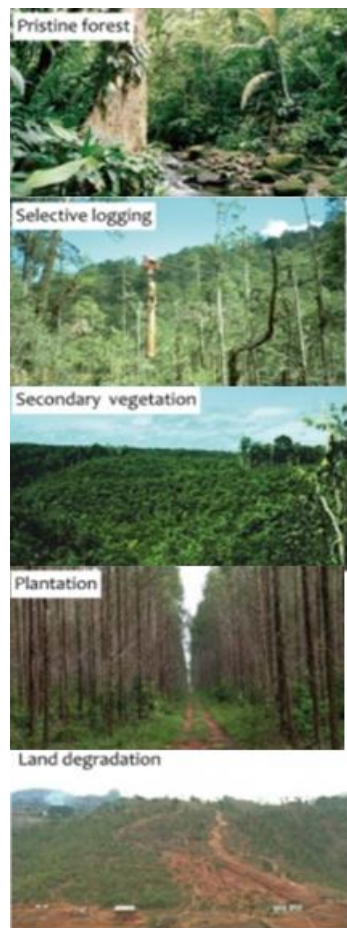 Pristine forest
Selective logging
Secondary vegetation
Plantation
Land degradation